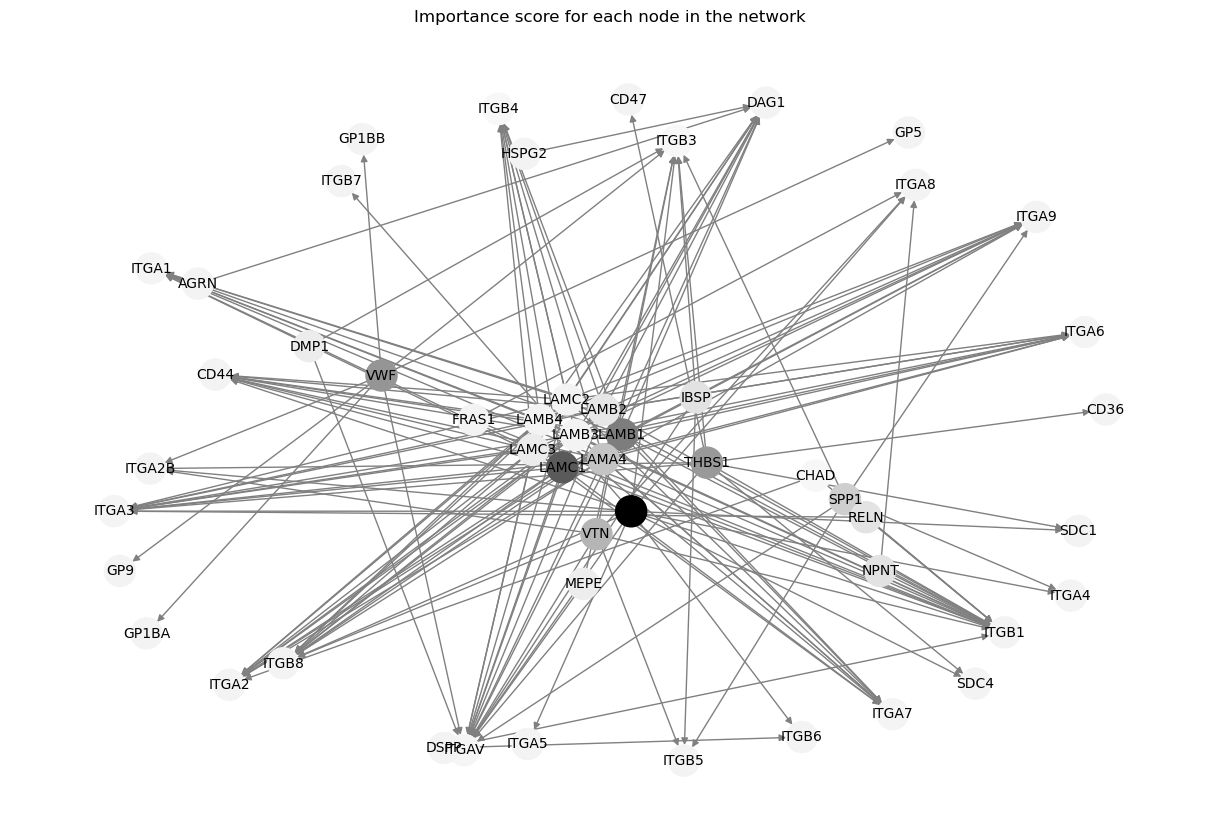 Importance score for each node in the network
CD47
DAG1
ITGB4
GP5
GP1BB
ITGB3
HSPG2
ITGB7
ITGA8
ITGA9
ITGA1
AGRN
ITGA6
DMP1
CD44
VWF
IBSP
LAMC2
LAMB2
CD36
FRAS1
LAMB4
LAMB3
LAMB1
LAMC3
LAMA4
THBS1
ITGA2B
LAMC1
CHAD
SPP1
ITGA3
RELN
SDC1
VTN
GP9
NPNT
MEPE
ITGA4
GP1BA
ITGB1
ITGB8
ITGA2
SDC4
ITGA7
ITGB6
DSPP
ITGAV
ITGA5
ITGB5